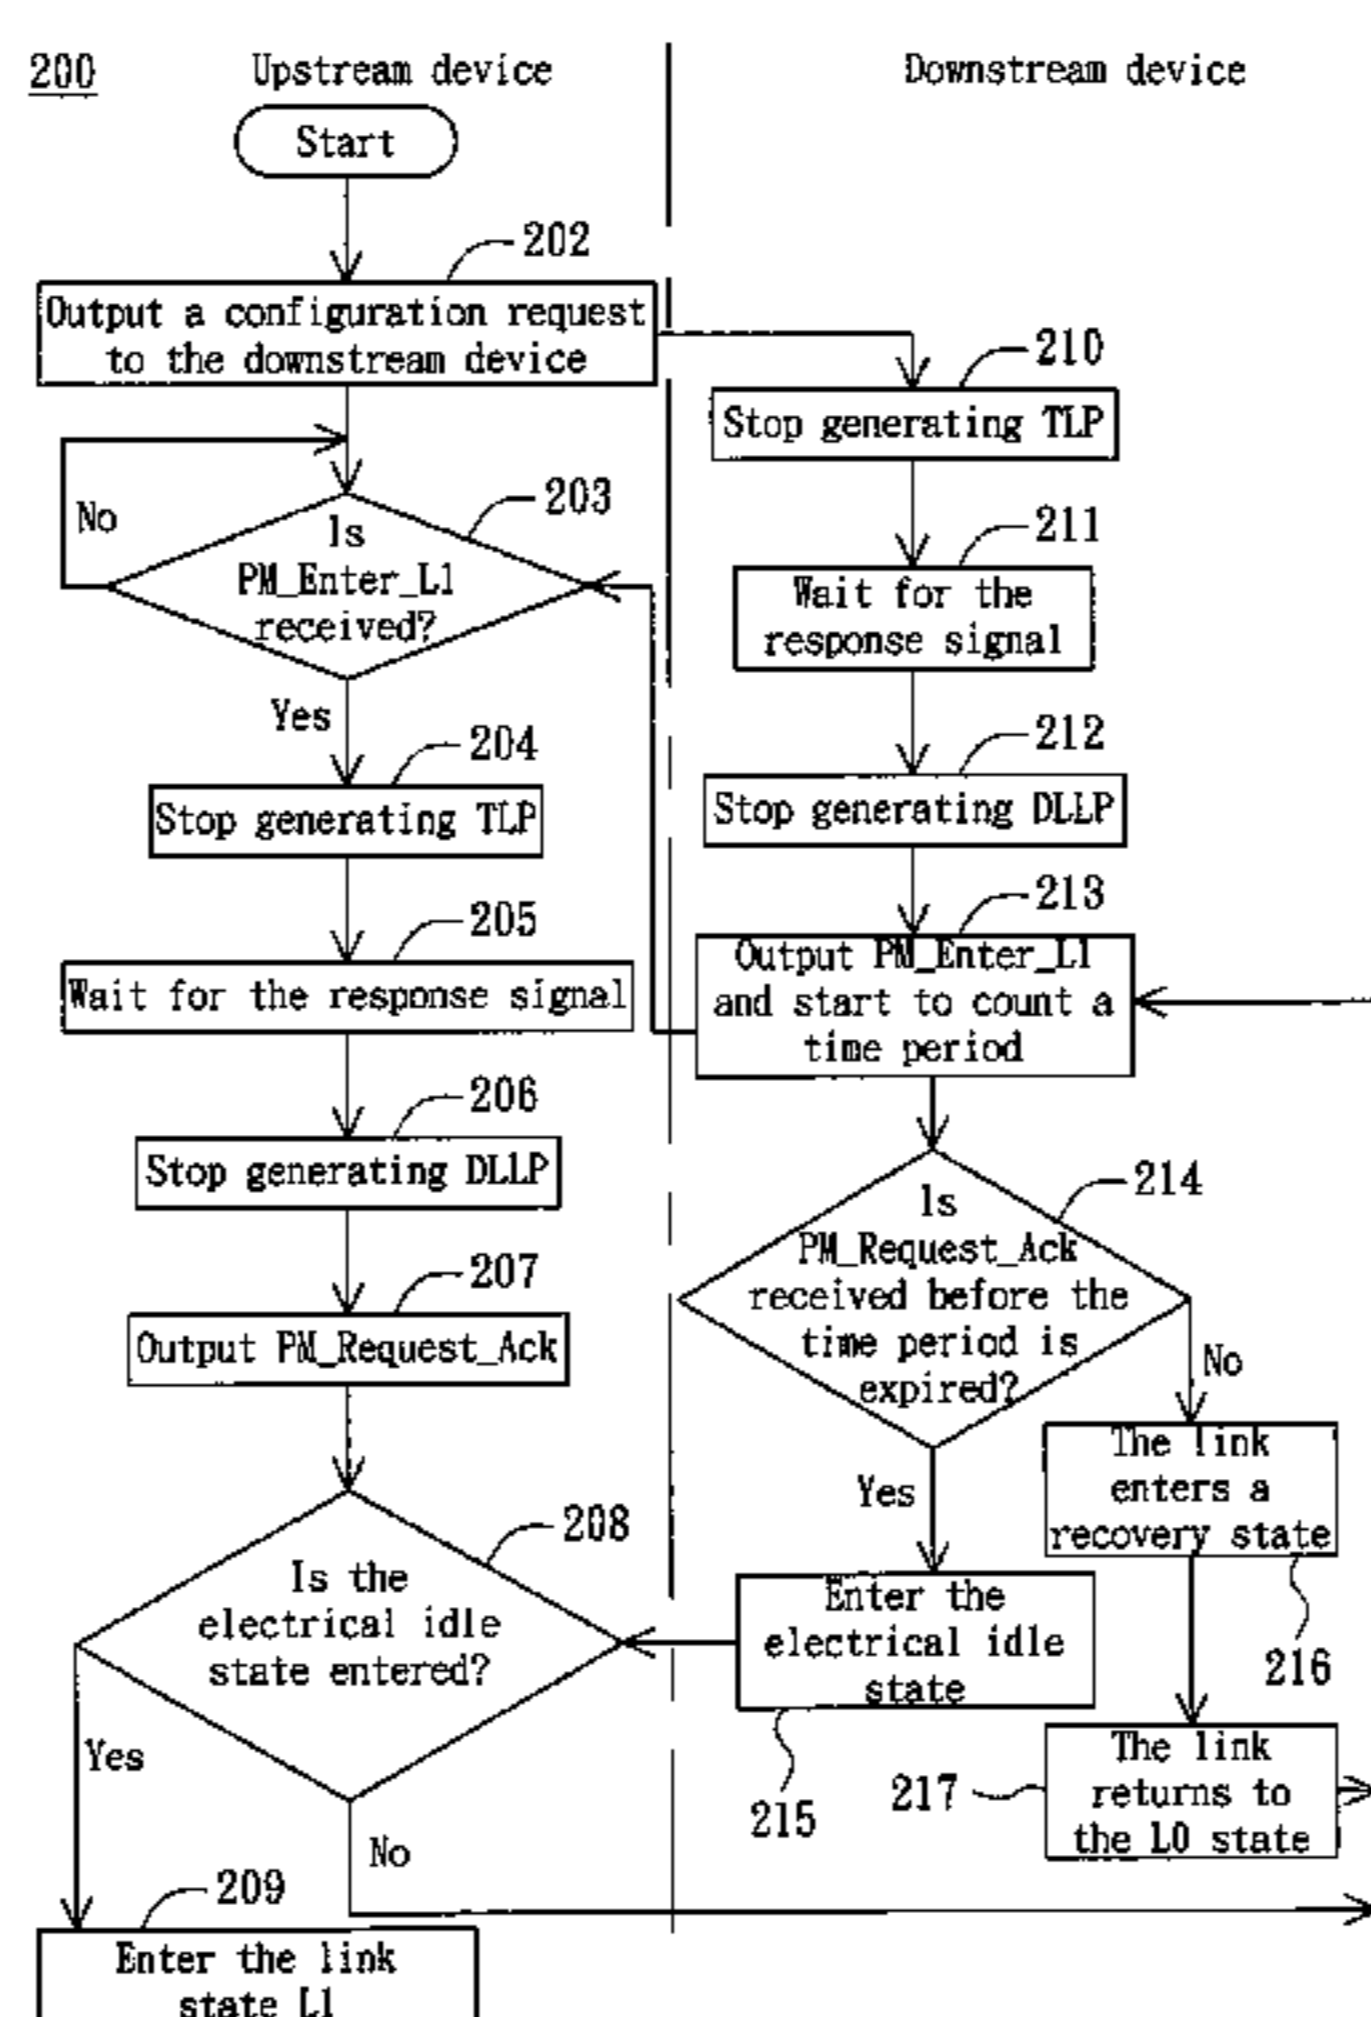 200
Upstream device
Downstream device
Start
202
Output a configuration request
to the downstream device
No
203
Is
PM_Enter_L1
received?
Yes
204
Stop generating TLP
205
Wait for the response signal
206
Stop generating DLLP
207
Output PM_Request_Ack
208
Is the
electrical idle
state entered?
Yes
No
209
Enter the link
state L1
210
Stop generating TLP
211
Wait for the
response signal
212
Stop generating DLLP
213
Output PM_Enter_L1
and start to count a
time period
214
Is
PM_Request_Ack
received before the
time period is
expired?
No
Yes
The link
enters a
recovery state
216
Enter the
electrical idle
state
215
217
The link
returns to
the L0 state